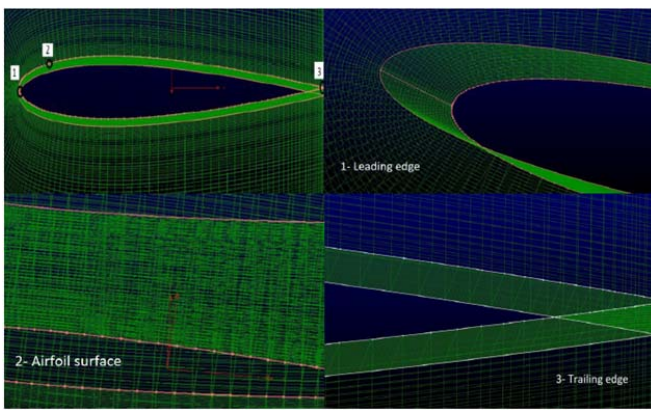 2
1
3
1- Leading edge
2- Airfoil surface
3- Trailing edge